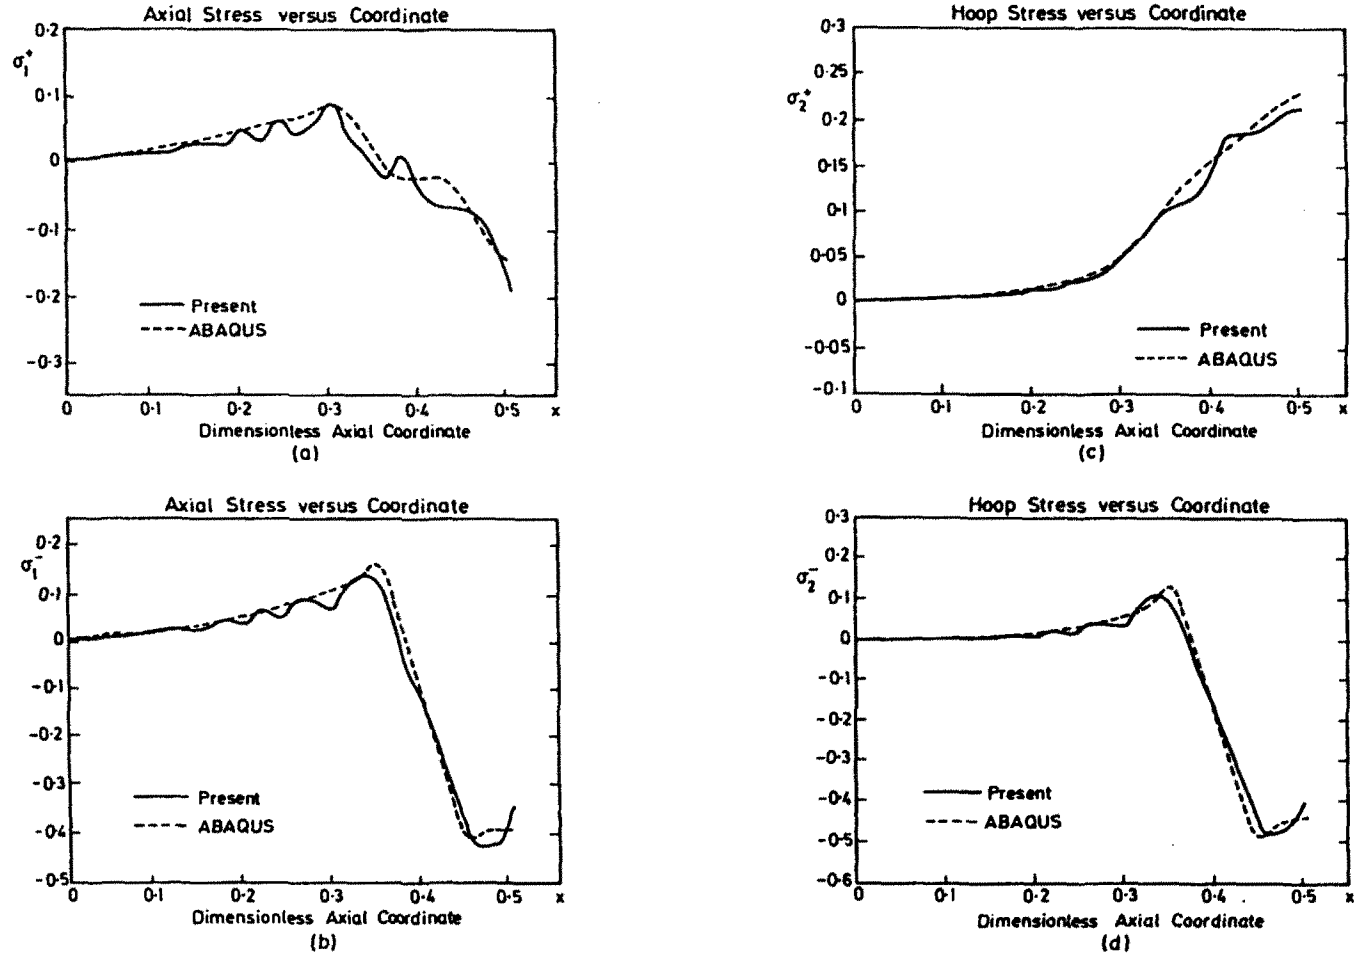 Axial Stress versus Coordinate
0.2
σ1+
0.1
0
-0.1
-0.2
-0.3
Present
ABAQUS
0 0.1 0.2 0.3 0.4 0.5 x
Dimensionless Axial Coordinate
(a)
Hoop Stress versus Coordinate
0.3
0.25
σ2+
0.2
0.15
0.1
0.05
0
-0.05
-0.1
Present
ABAQUS
0 0.1 0.2 0.3 0.4 0.5 x
Dimensionless Axial Coordinate
(c)
Axial Stress versus Coordinate
0.2
σ1-
0.1
0
-0.1
-0.2
-0.3
-0.4
-0.5
Present
ABAQUS
0 0.1 0.2 0.3 0.4 0.5 x
Dimensionless Axial Coordinate
(b)
Hoop Stress versus Coordinate
0.3
0.2
σ2-
0.1
0
-0.1
-0.2
-0.3
-0.4
-0.5
-0.6
Present
ABAQUS
0 0.1 0.2 0.3 0.4 0.5 x
Dimensionless Axial Coordinate
(d)